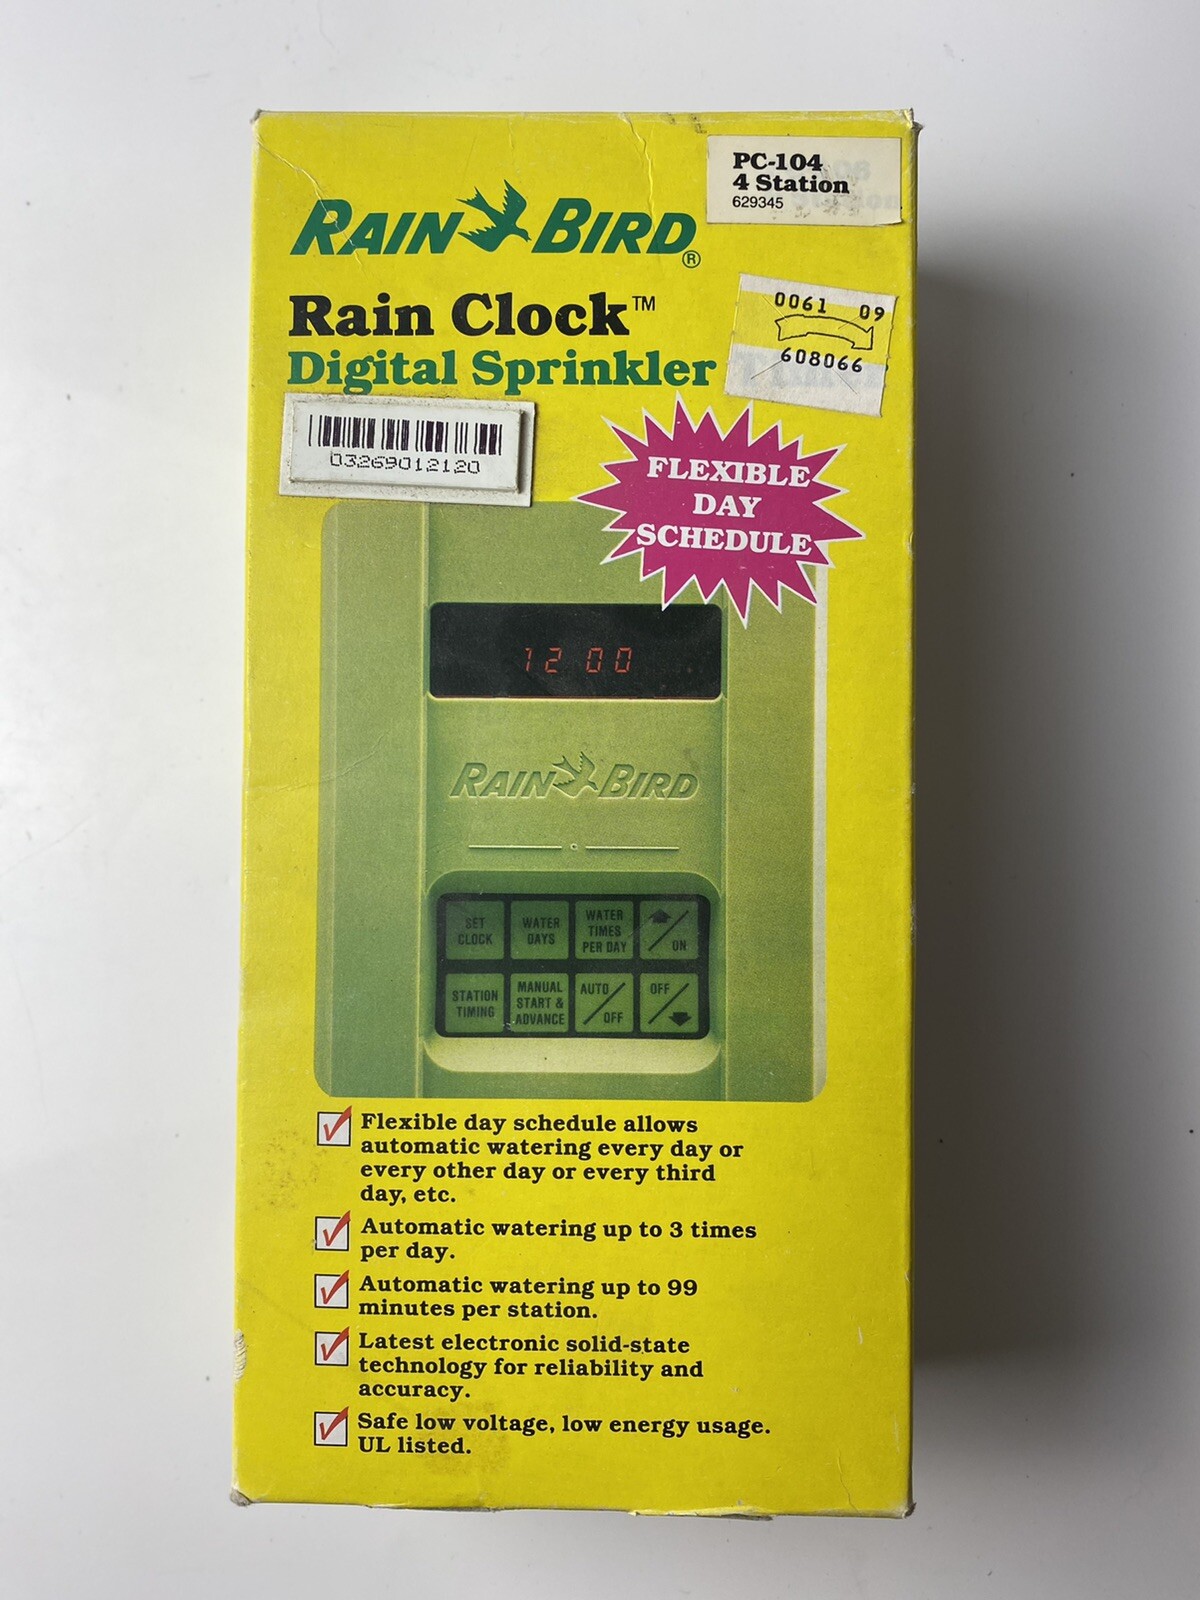 PC-104
4 Station
629345
RAIN BIRD®
Rain Clock™
Digital Sprinkler
0061 09
608066
03269012120
FLEXIBLE
DAY
SCHEDULE
12 00
RAIN BIRD
SET CLOCK
WATER DAYS
WATER TIMES PER DAY
ON
STATION TIMING
MANUAL START & ADVANCE
AUTO / OFF
OFF
Flexible day schedule allows
automatic watering every day or
every other day or every third
day, etc.
Automatic watering up to 3 times
per day.
Automatic watering up to 99
minutes per station.
Latest electronic solid-state
technology for reliability and
accuracy.
Safe low voltage, low energy usage.
UL listed.